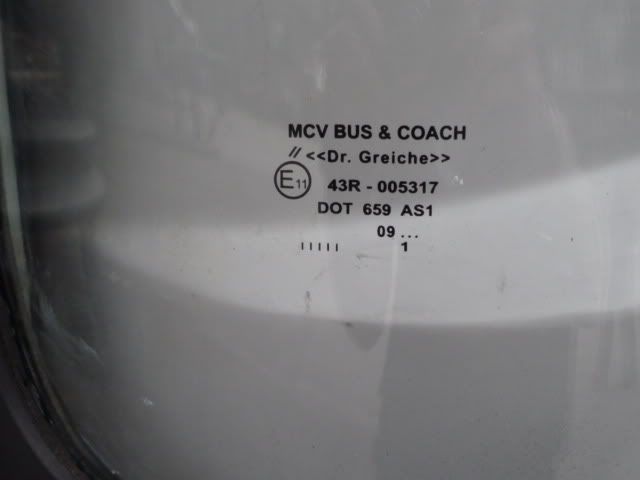 MCV BUS & COACH
// <<Dr. Greiche>>
E11 43R - 005317
DOT 659 AS1
09 ...
||||| 1